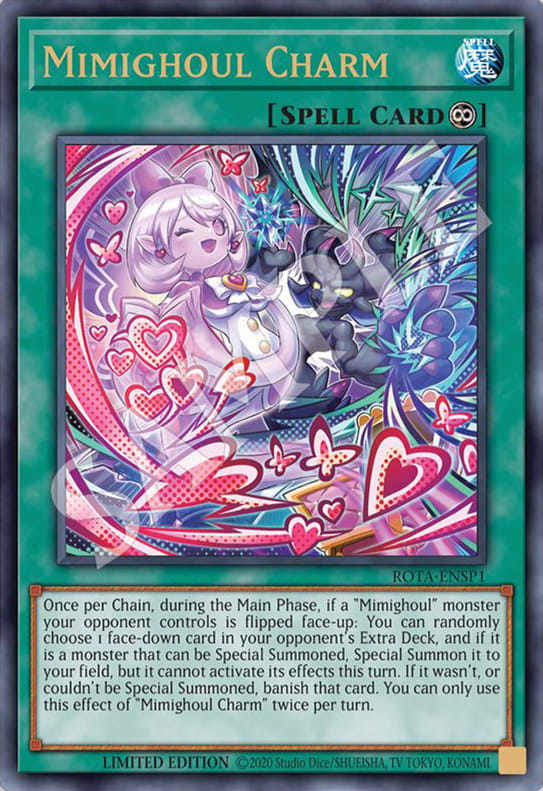 MIMIGHOUL CHARM
SPELL
魔
[SPELL CARD]
SAMPLE
ROTA-ENSP1
Once per Chain, during the Main Phase, if a "Mimighoul" monster
your opponent controls is flipped face-up: You can randomly
choose 1 face-down card in your opponent's Extra Deck, and if it
is a monster that can be Special Summoned, Special Summon it to
your field, but it cannot activate its effects this turn. If it wasn't, or
couldn't be Special Summoned, banish that card. You can only use
this effect of "Mimighoul Charm" twice per turn.
LIMITED EDITION ©2020 Studio Dice/SHUEISHA, TV TOKYO, KONAMI